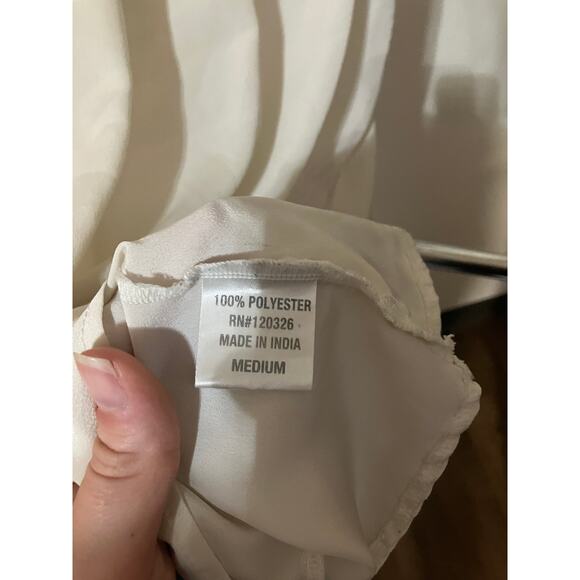 100% POLYESTER
RN#120326
MADE IN INDIA
MEDIUM